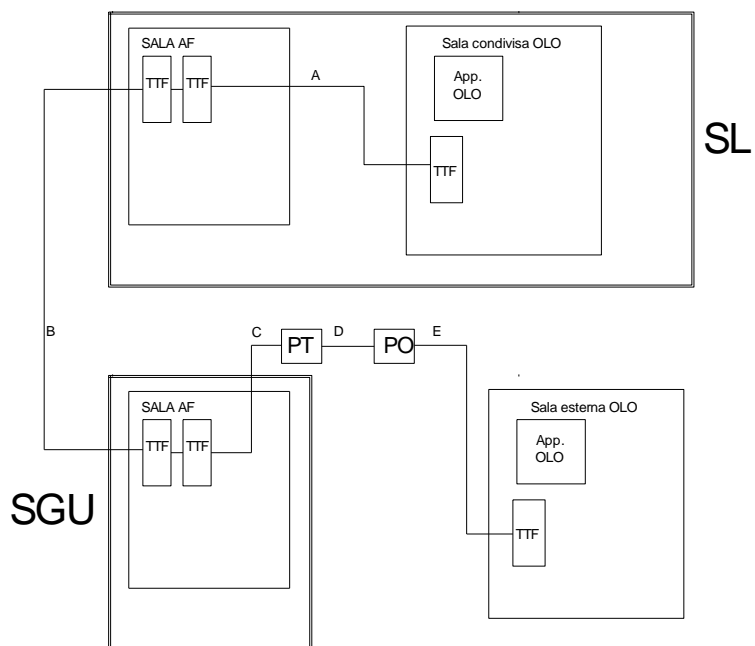 SALA AF
TTF
TTF
A
Sala condivisa OLO
App.
OLO
TTF
SL
B
C
PT
D
PO
E
SALA AF
TTF
TTF
SGU
Sala esterna OLO
App.
OLO
TTF